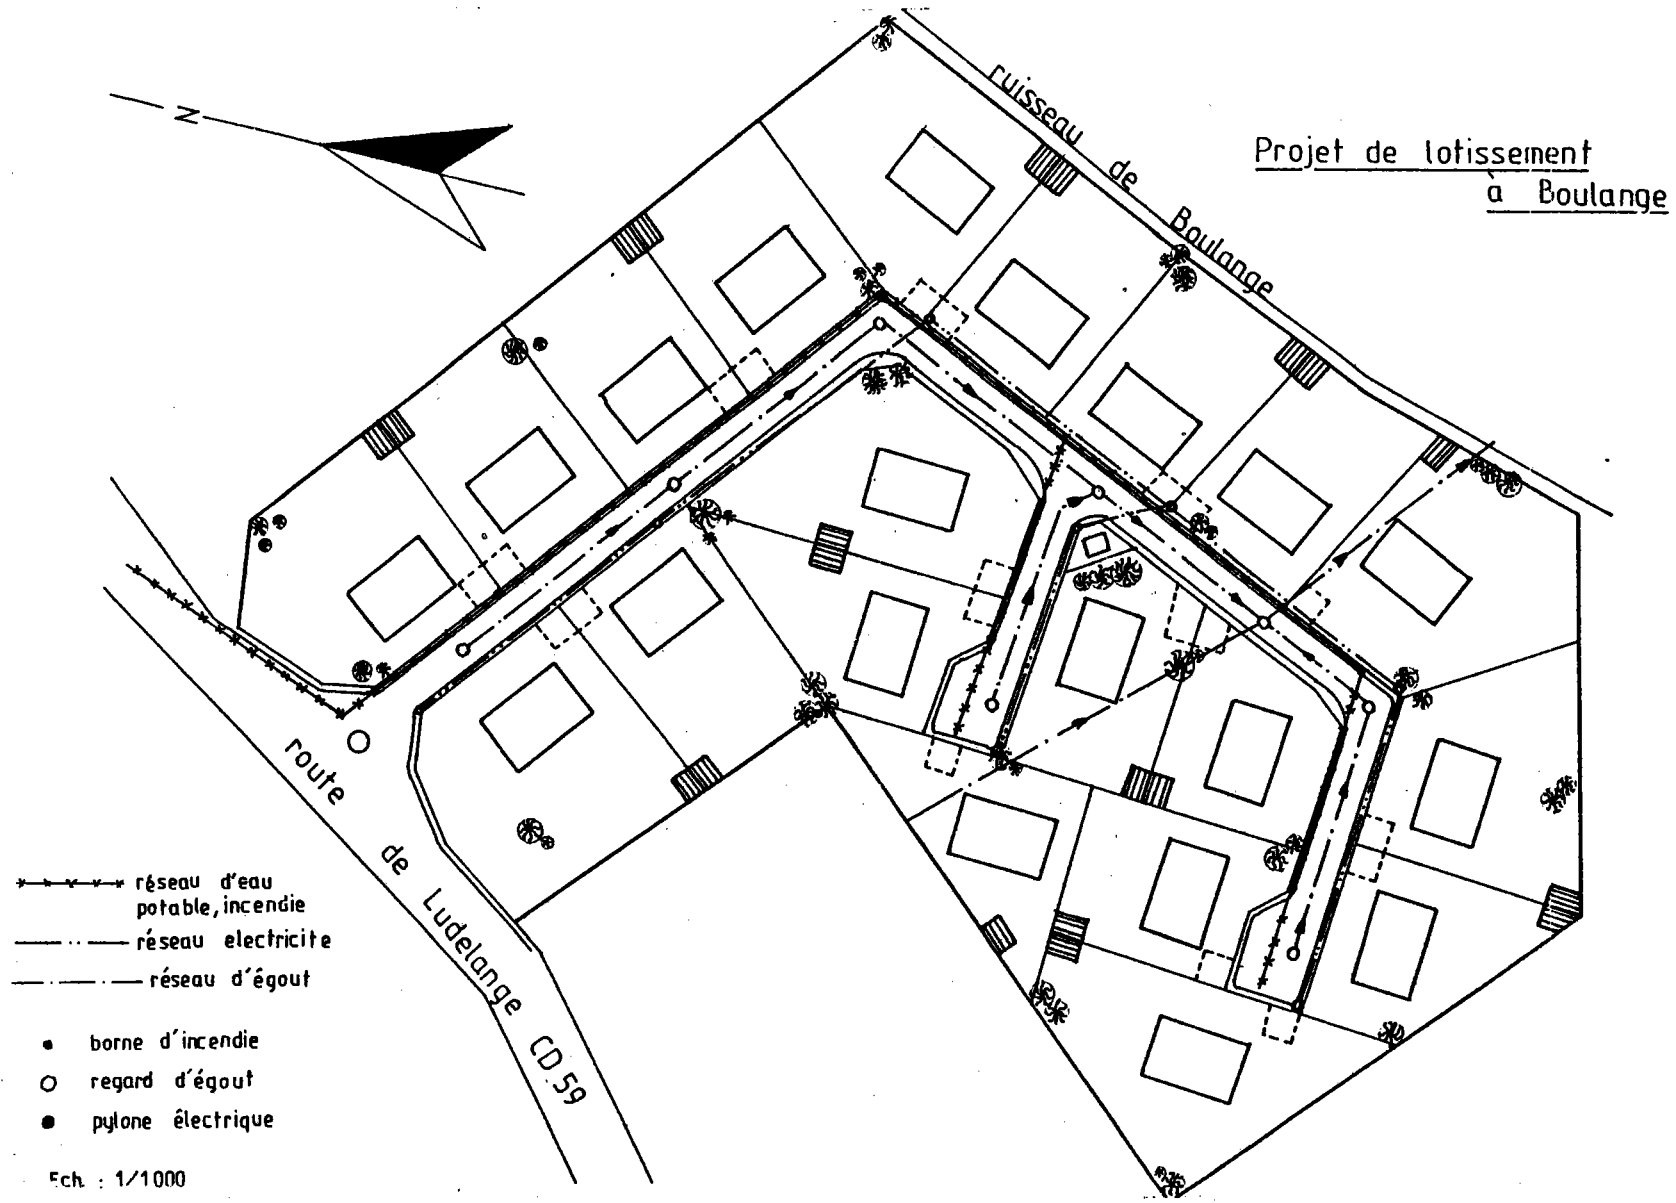 Projet de lotissement
à Boulange
N
ruisseau de Boulange
route de Ludelange CD.59
réseau d'eau
potable, incendie
réseau electricite
réseau d'égout
borne d'incendie
regard d'égout
pylone électrique
Ech : 1/1000